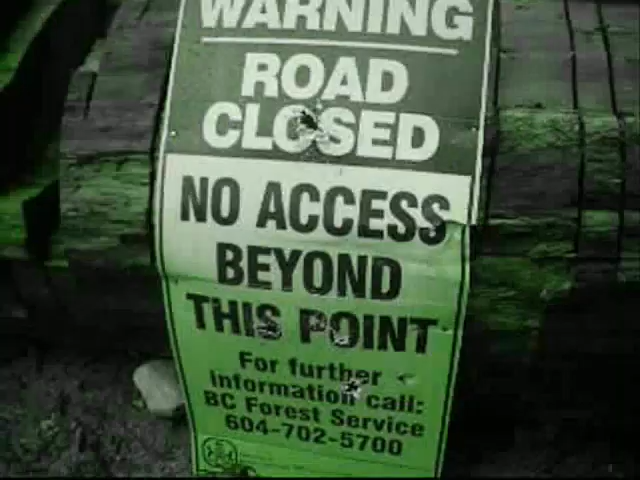 WARNING
ROAD
CLOSED
NO ACCESS
BEYOND
THIS POINT
For further
information call:
BC Forest Service
604-702-5700